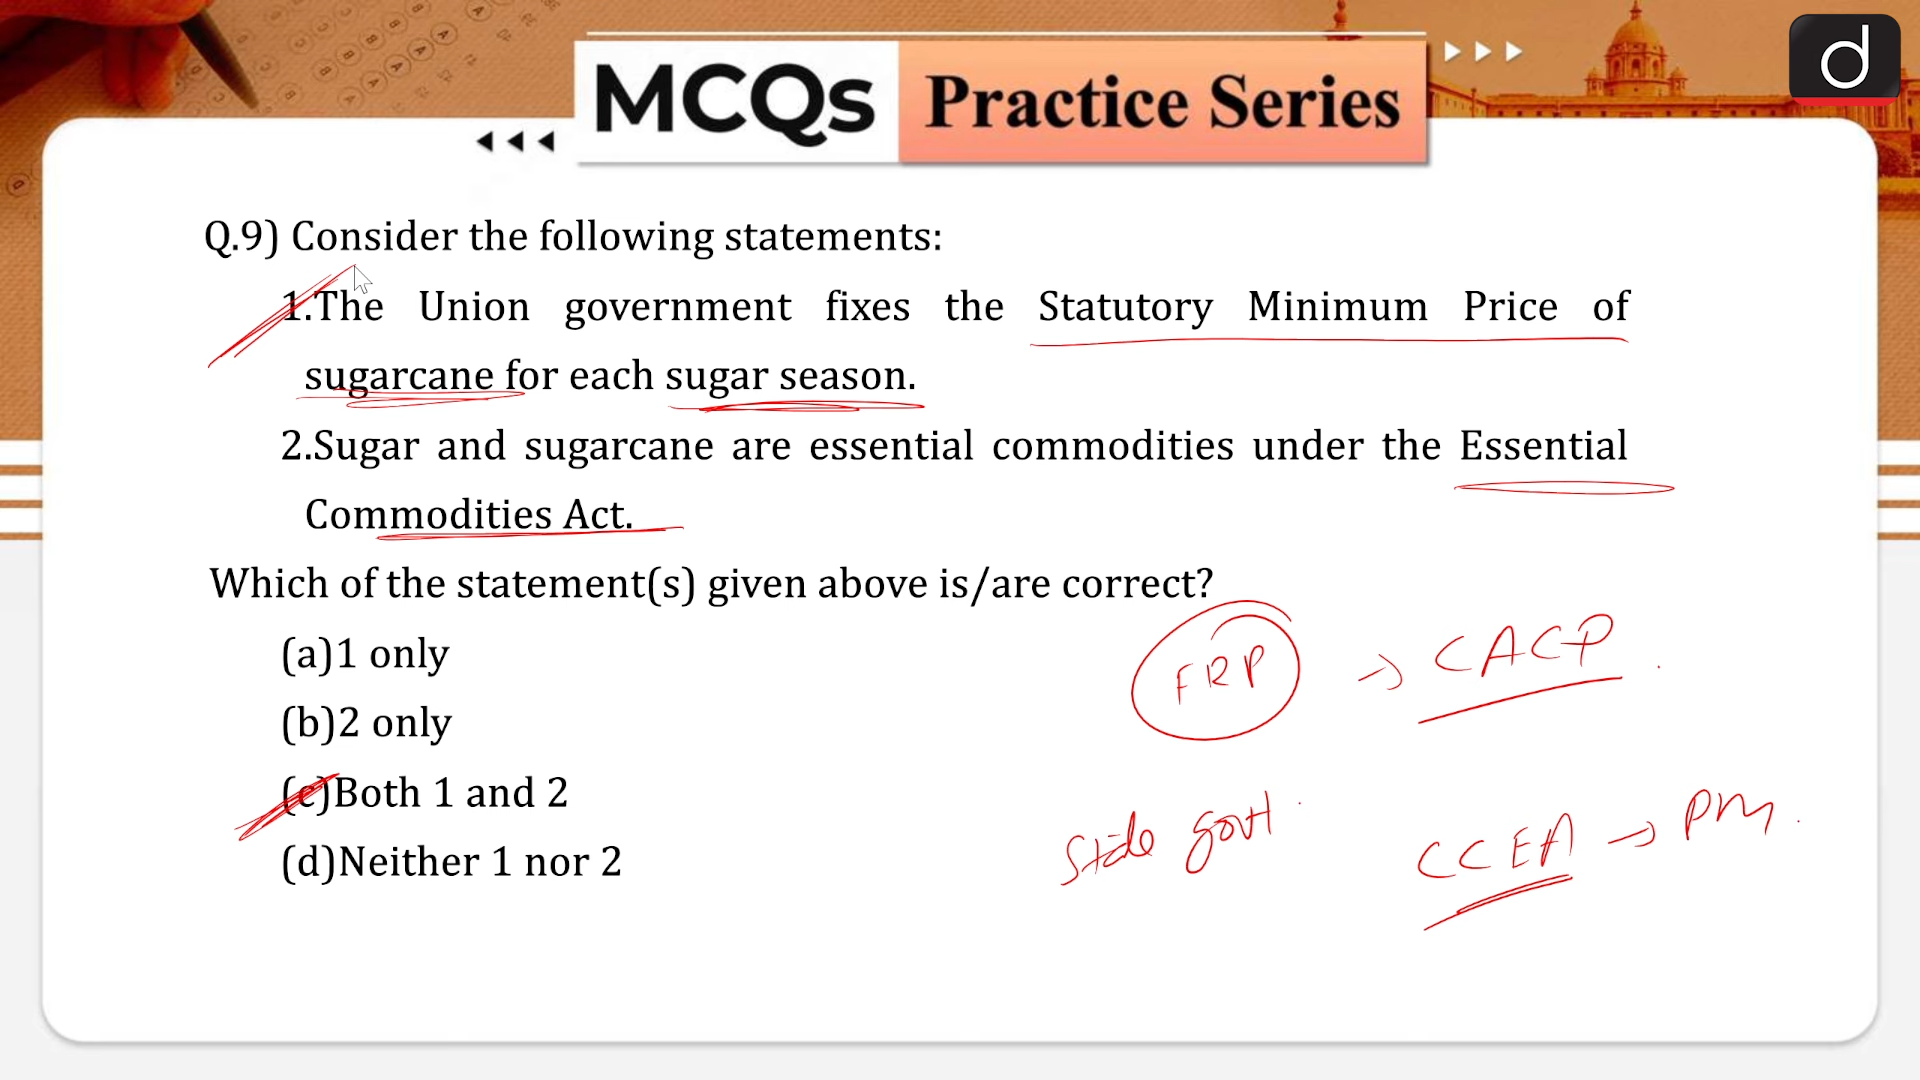 MCQs Practice Series
d
Q.9) Consider the following statements:
1.The Union government fixes the Statutory Minimum Price of
sugarcane for each sugar season.
2.Sugar and sugarcane are essential commodities under the Essential
Commodities Act.
Which of the statement(s) given above is/are correct?
(a)1 only
(b)2 only
(c)Both 1 and 2
(d)Neither 1 nor 2
FRP → CACP
State govt.
CCEA → PM